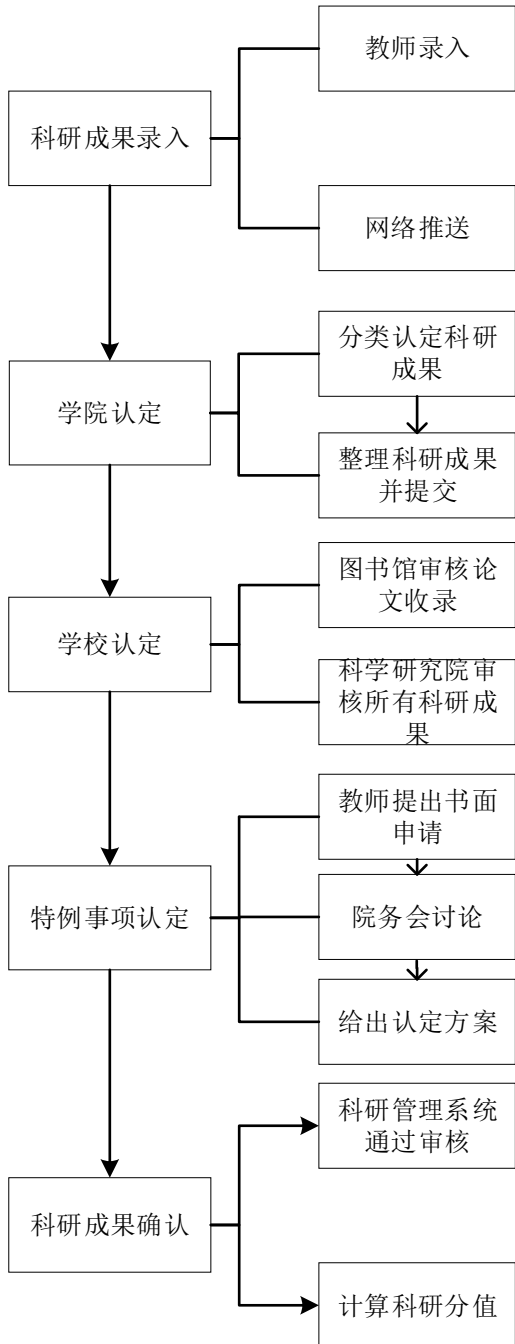 教师录入
科研成果录入
网络推送
分类认定科研
成果
学院认定
整理科研成果
并提交
图书馆审核论
文收录
学校认定
科学研究院审
核所有科研成
果
教师提出书面
申请
特例事项认定
院务会讨论
给出认定方案
科研管理系统
通过审核
科研成果确认
计算科研分值